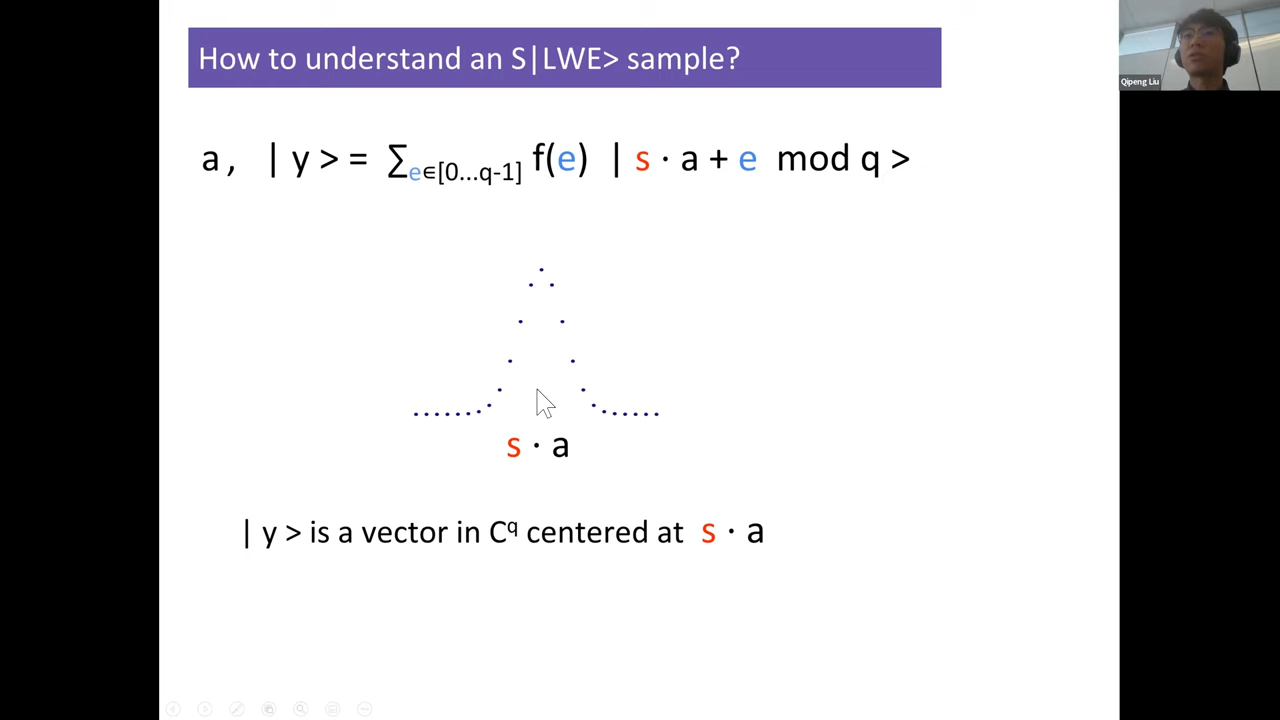 How to understand an S|LWE> sample?
Qipeng Liu
a, | y > = ∑e∈[0...q-1] f(e) | s · a + e mod q >
s · a
| y > is a vector in Cq centered at s · a